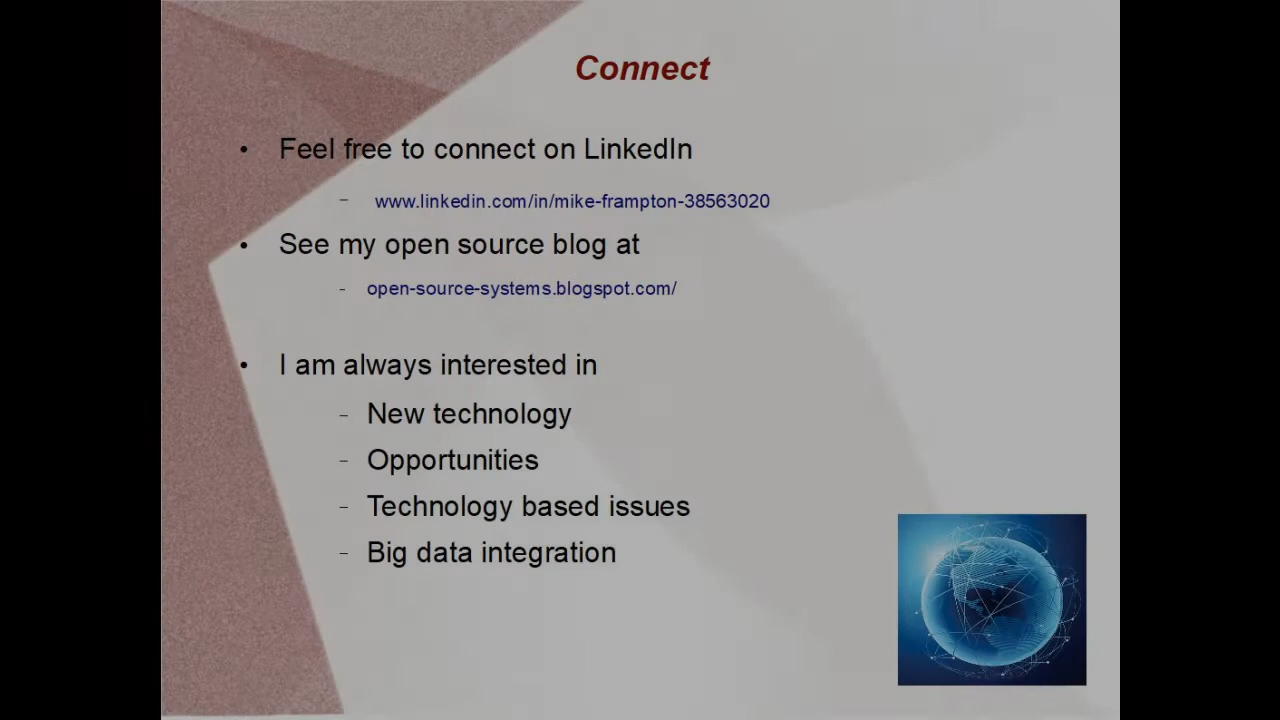 Connect
• Feel free to connect on LinkedIn
– www.linkedin.com/in/mike-frampton-38563020
• See my open source blog at
– open-source-systems.blogspot.com/
• I am always interested in
– New technology
– Opportunities
– Technology based issues
– Big data integration